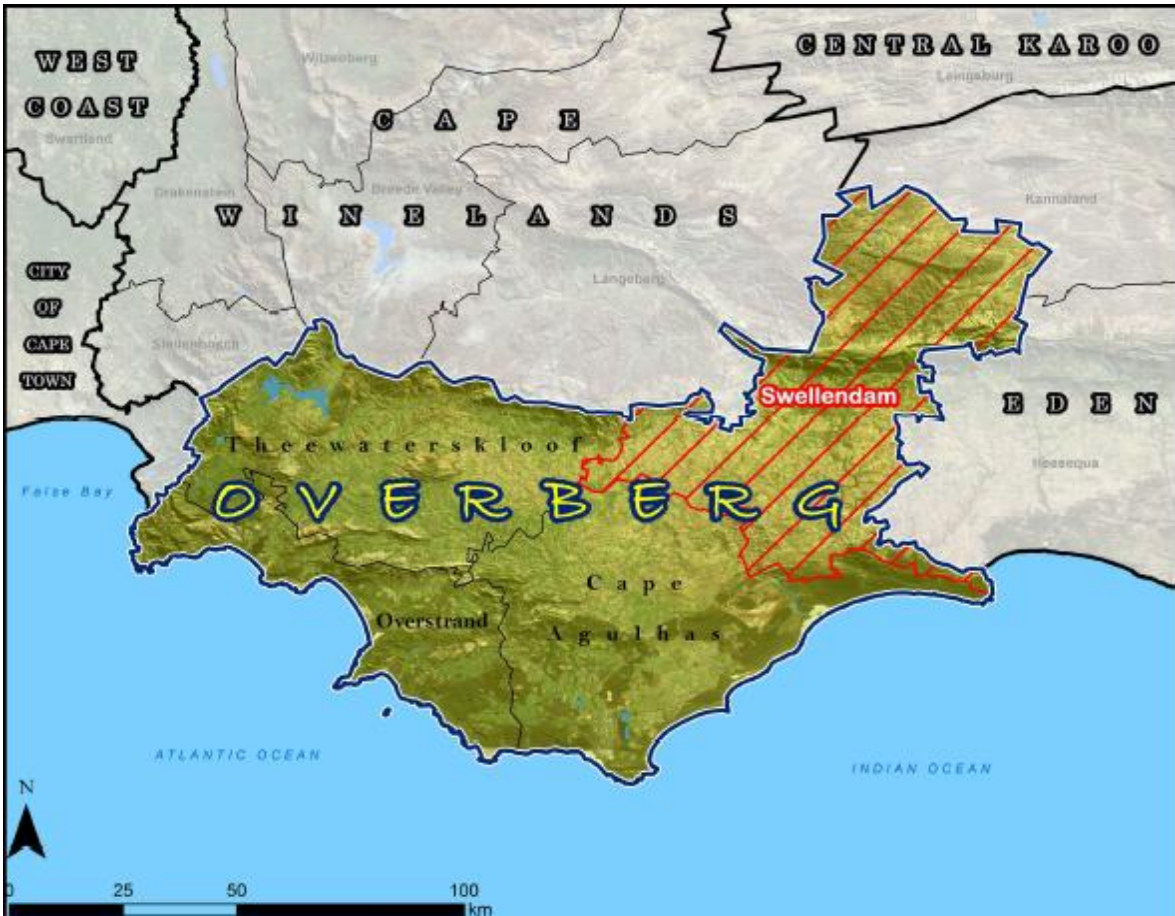 WEST
COAST
Swartland
Witzenberg
CENTRAL KAROO
Laingsburg
CAPE
Drakenstein
Breede Valley
Kannaland
WINELANDS
CITY
OF
CAPE
TOWN
Langeberg
Stellenbosch
Swellendam
EDEN
Theewaterskloof
Hessequa
False Bay
OVERBERG
Cape
Agulhas
Overstrand
ATLANTIC OCEAN
INDIAN OCEAN
N
0 25 50 100
km